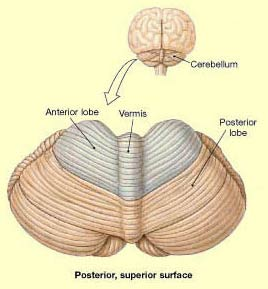 Cerebellum
Anterior lobe
Vermis
Posterior
lobe
Posterior, superior surface